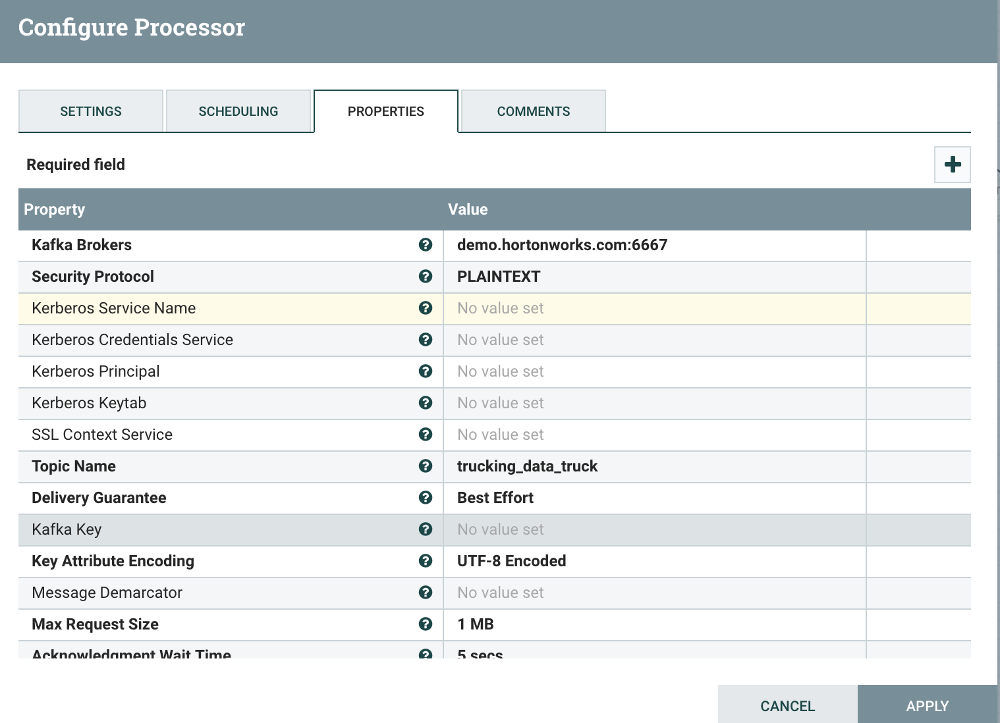 Configure Processor
SETTINGS SCHEDULING PROPERTIES COMMENTS
Required field
Property Value
Kafka Brokers demo.hortonworks.com:6667
Security Protocol PLAINTEXT
Kerberos Service Name No value set
Kerberos Credentials Service No value set
Kerberos Principal No value set
Kerberos Keytab No value set
SSL Context Service No value set
Topic Name trucking_data_truck
Delivery Guarantee Best Effort
Kafka Key No value set
Key Attribute Encoding UTF-8 Encoded
Message Demarcator No value set
Max Request Size 1 MB
Acknowledgment Wait Time 5 secs
CANCEL APPLY